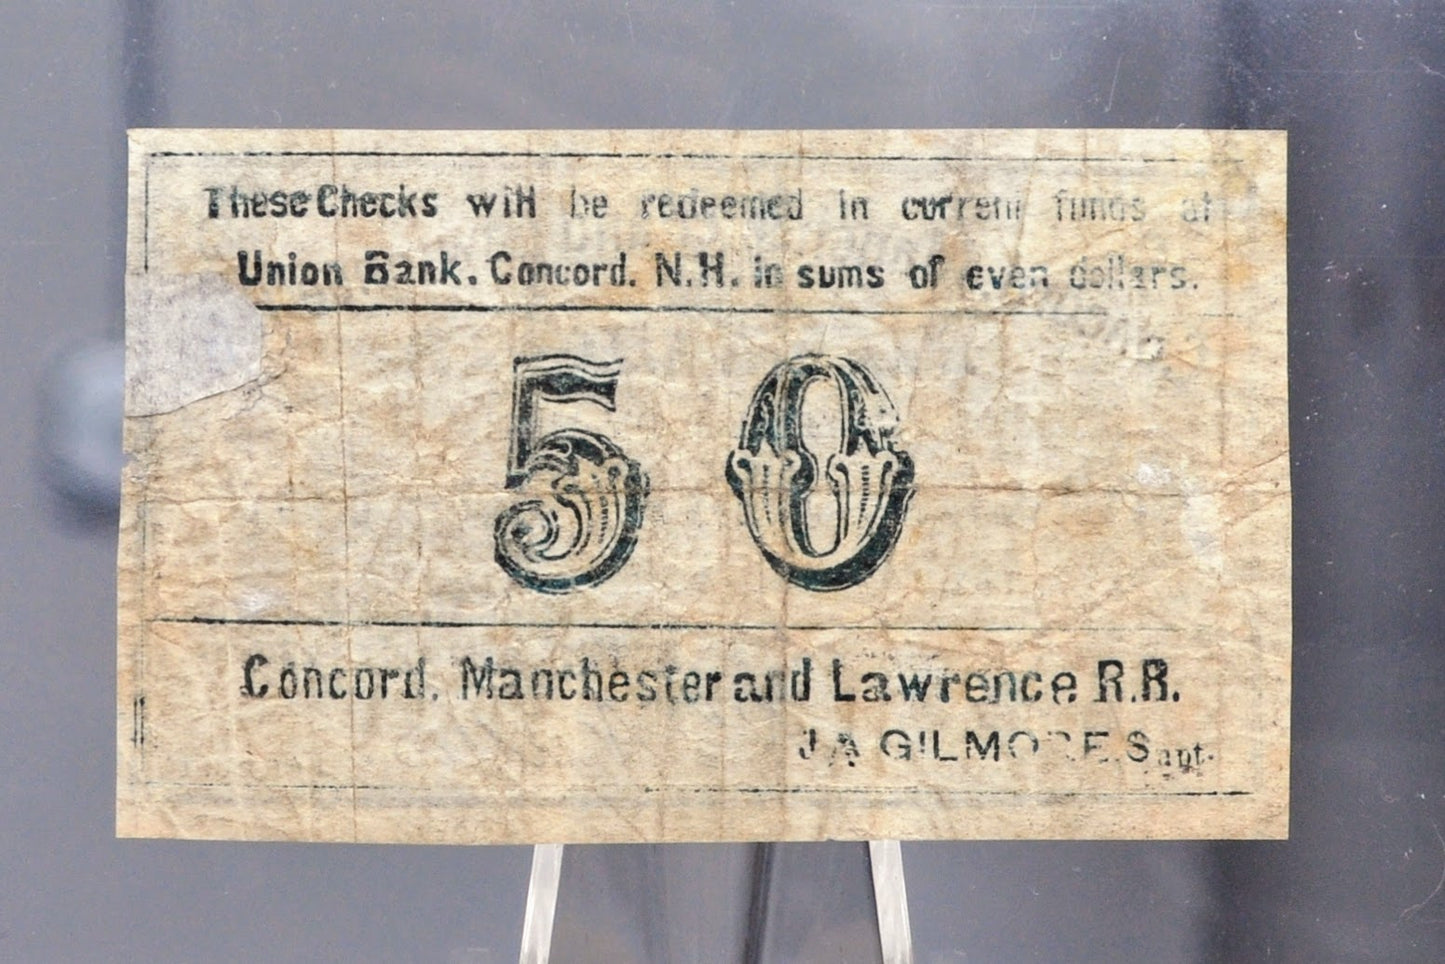 These Checks will be redeemed in current funds at
Union Bank. Concord. N.H. in sums of even dollars.
50
Concord. Manchester and Lawrence R.R.
J A GILMORE Supt.